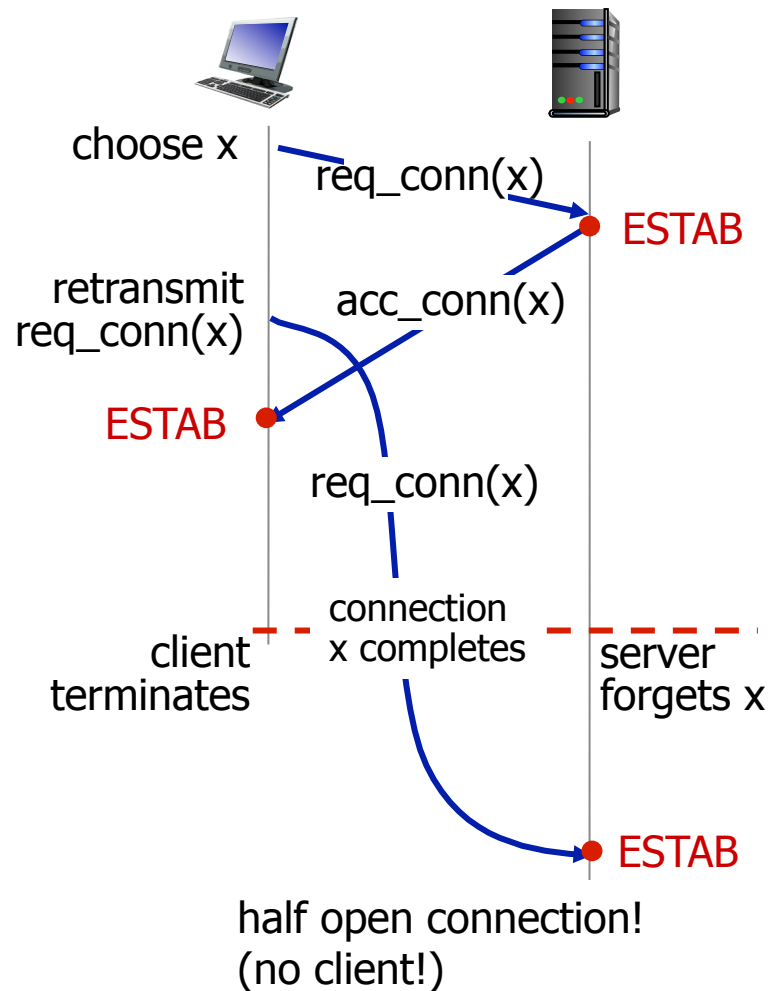 choose x
req_conn(x)
ESTAB
retransmit
req_conn(x)
acc_conn(x)
ESTAB
req_conn(x)
connection
x completes
client
terminates
server
forgets x
ESTAB
half open connection!
(no client!)